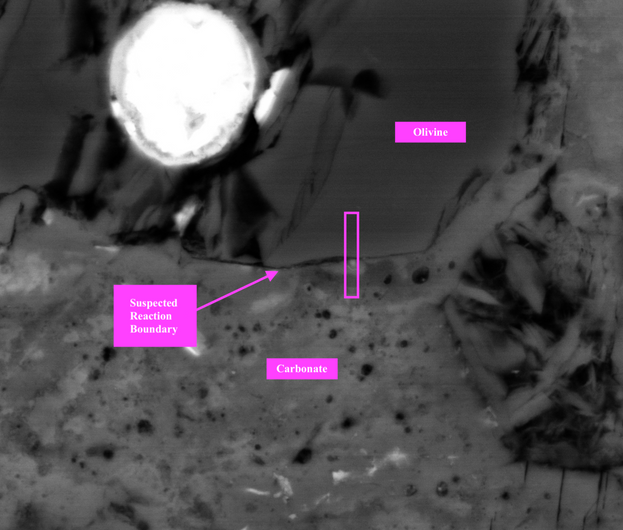 Olivine
Suspected
Reaction
Boundary
Carbonate